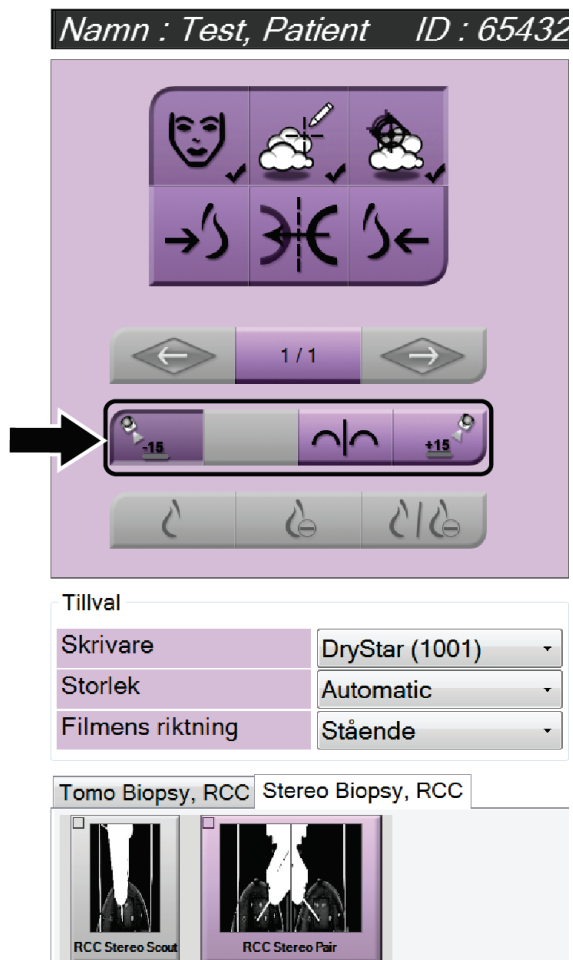 Namn : Test, Patient ID : 65432
1 / 1
-15 +15
Tillval
Skrivare DryStar (1001)
Storlek Automatic
Filmens riktning Stående
Tomo Biopsy, RCC Stereo Biopsy, RCC
RCC Stereo Scout RCC Stereo Pair